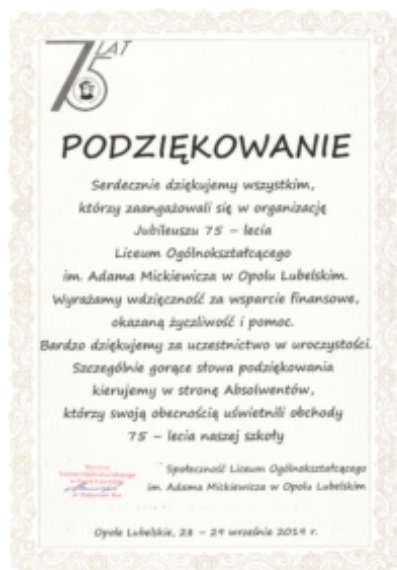 75 LAT
PODZIĘKOWANIE
Serdecznie dziękujemy wszystkim,
którzy zaangażowali się w organizację
Jubileuszu 75 – lecia
Liceum Ogólnokształcącego
im. Adama Mickiewicza w Opolu Lubelskim.
Wyrażamy wdzięczność za wsparcie finansowe,
okazaną życzliwość i pomoc.
Bardzo dziękujemy za uczestnictwo w uroczystości.
Szczególnie gorące słowa podziękowania
kierujemy w stronę Absolwentów,
którzy swoją obecnością uświetnili obchody
75 – lecia naszej szkoły
Społeczność Liceum Ogólnokształcącego
im. Adama Mickiewicza w Opolu Lubelskim
Opole Lubelskie, 28 – 29 września 2019 r.